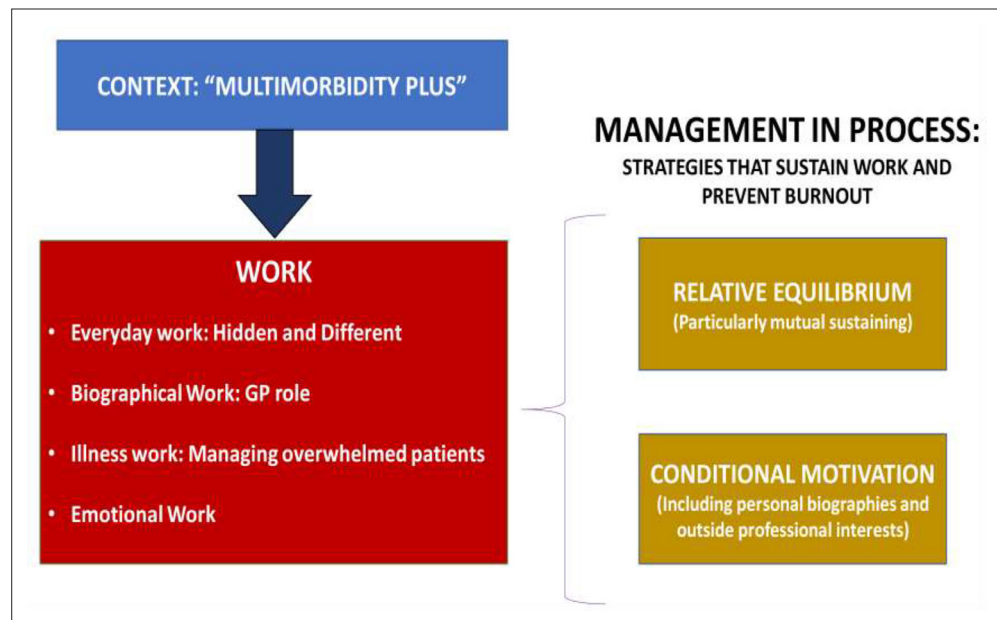 CONTEXT: “MULTIMORBIDITY PLUS”
WORK
• Everyday work: Hidden and Different
• Biographical Work: GP role
• Illness work: Managing overwhelmed patients
• Emotional Work
MANAGEMENT IN PROCESS:
STRATEGIES THAT SUSTAIN WORK AND
PREVENT BURNOUT
RELATIVE EQUILIBRIUM
(Particularly mutual sustaining)
CONDITIONAL MOTIVATION
(Including personal biographies and
outside professional interests)